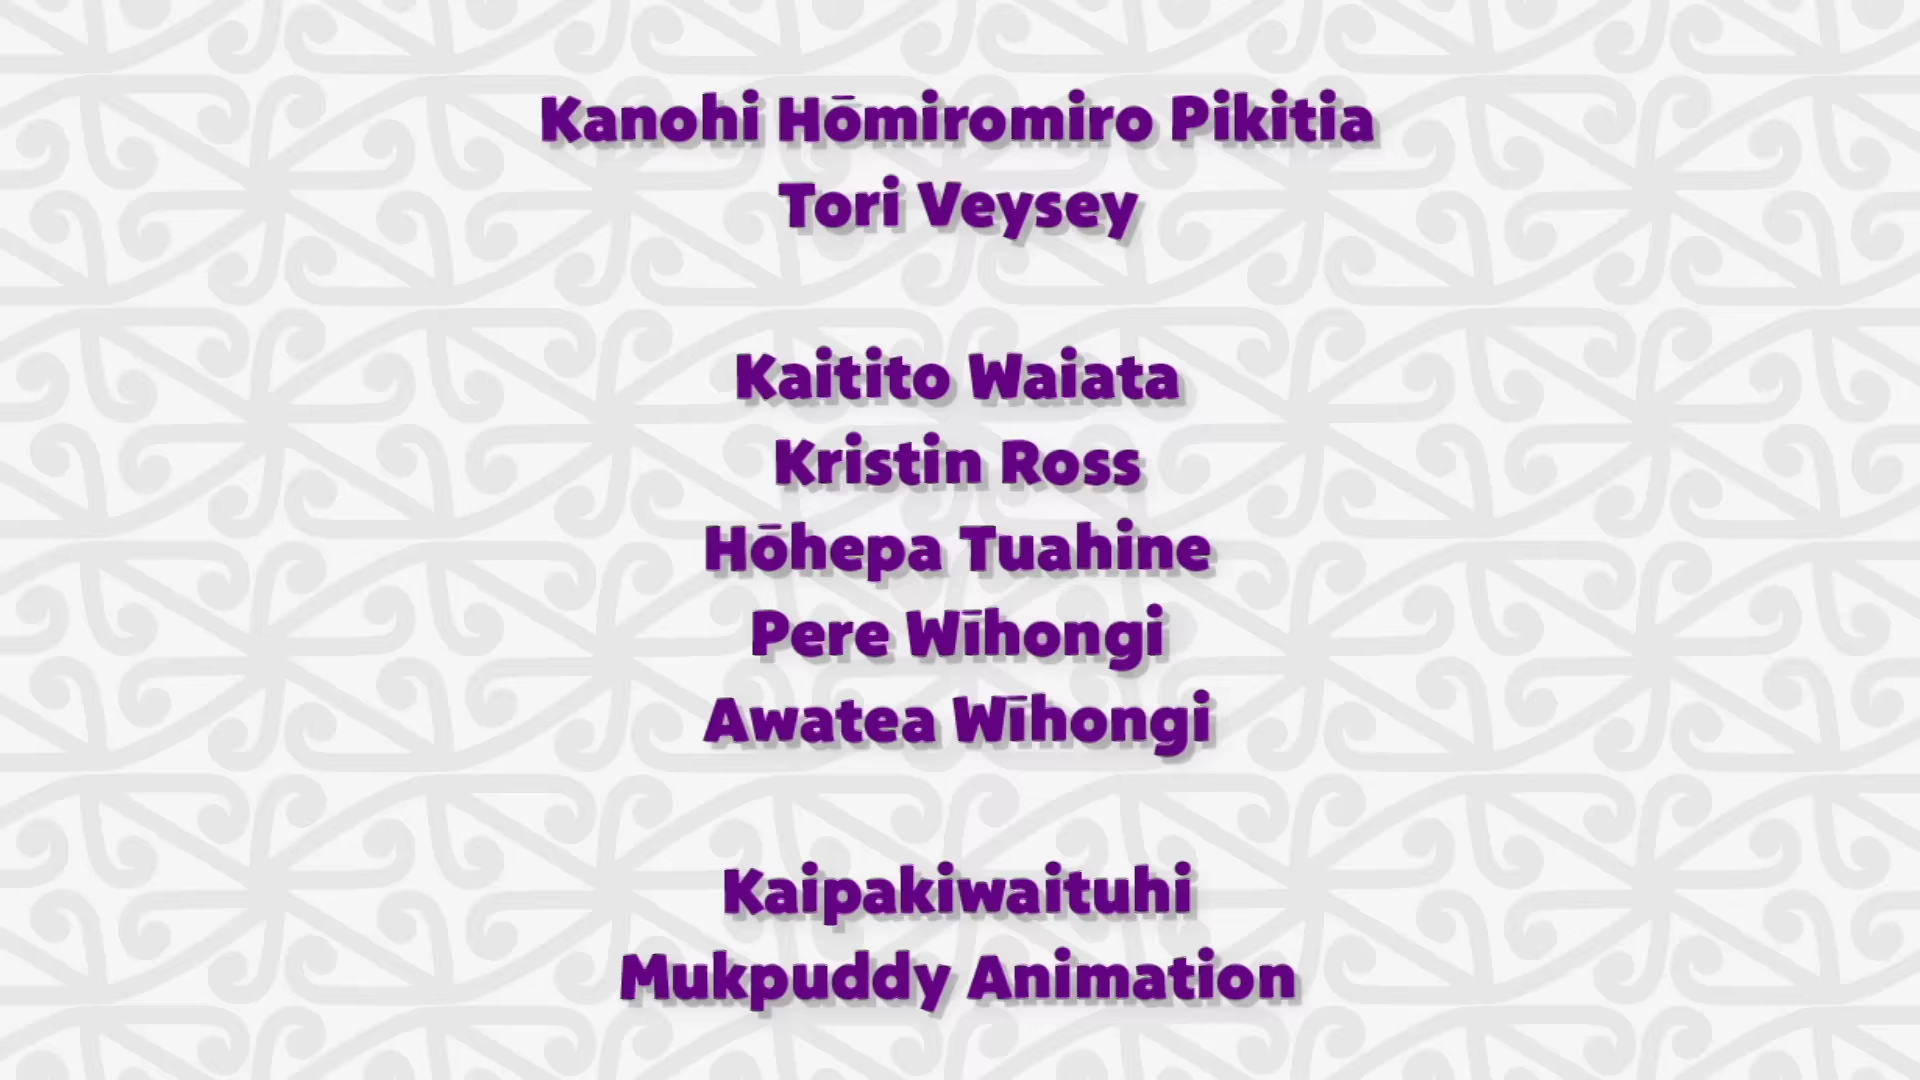 Kanohi Hōmiromiro Pikitia
Tori Veysey
Kaitito Waiata
Kristin Ross
Hōhepa Tuahine
Pere Wīhongi
Awatea Wīhongi
Kaipakiwaituhi
Mukpuddy Animation